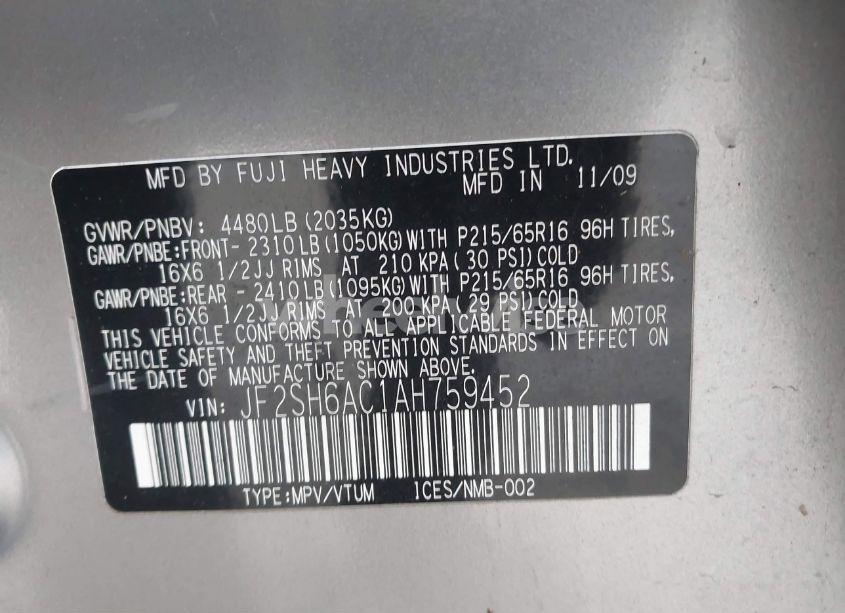 MFD BY FUJI HEAVY INDUSTRIES LTD.
MFD IN 11/09
GVWR/PNBV: 4480LB (2035KG)
GAWR/PNBE:FRONT- 2310LB(1050KG)WITH P215/65R16 96H TIRES,
16X6 1/2JJ RIMS AT 210 KPA(30 PSI)COLD
GAWR/PNBE:REAR - 2410LB(1095KG)WITH P215/65R16 96H TIRES,
16X6 1/2JJ RIMS AT 200 KPA(29 PSI)COLD
THIS VEHICLE CONFORMS TO ALL APPLICABLE FEDERAL MOTOR
VEHICLE SAFETY AND THEFT PREVENTION STANDARDS IN EFFECT ON
THE DATE OF MANUFACTURE SHOWN ABOVE.
VIN: JF2SH6AC1AH759452
TYPE:MPV/VTUM ICES/NMB-002